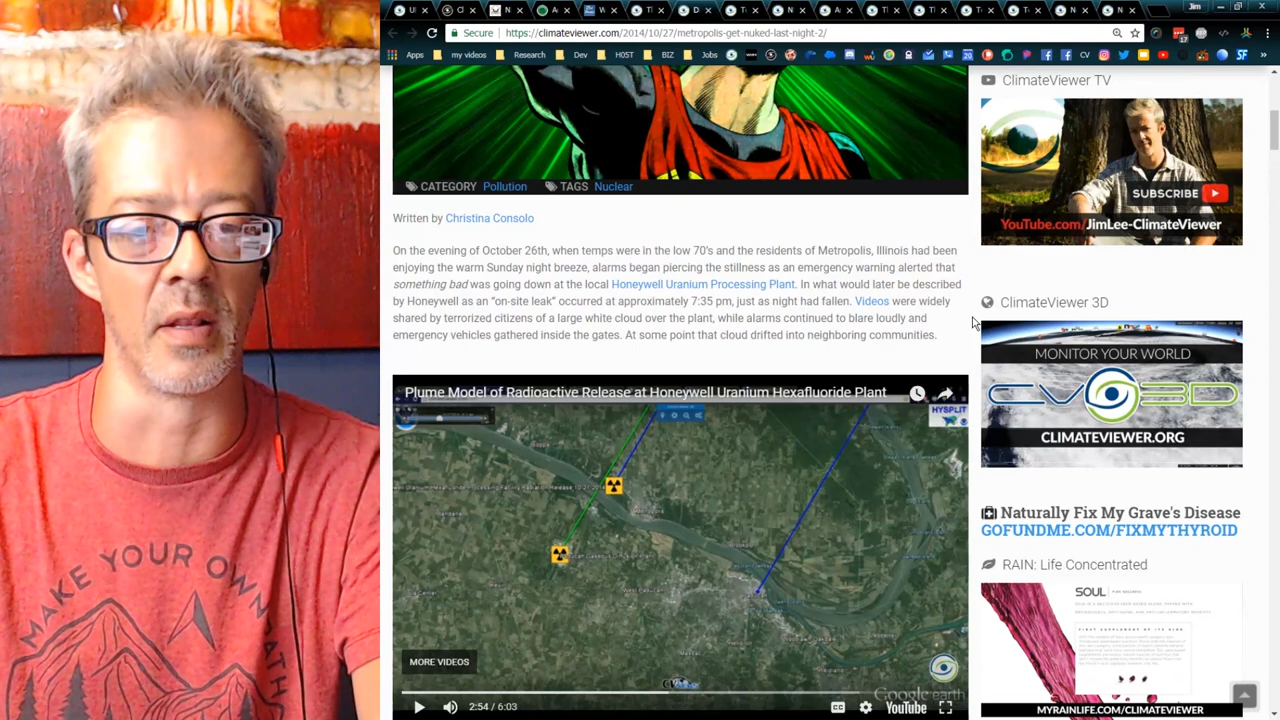 Jim
Secure
https://climateviewer.com/2014/10/27/metropolis-get-nuked-last-night-2/
Apps
my videos
Research
Dev
HOST
BIZ
Jobs
CV
SF
CATEGORY Pollution TAGS Nuclear
Written by Christina Consolo
On the evening of October 26th, when temps were in the low 70's and the residents of Metropolis, Illinois had been
enjoying the warm Sunday night breeze, alarms began piercing the stillness as an emergency warning alerted that
something bad was going down at the local Honeywell Uranium Processing Plant. In what would later be described
by Honeywell as an “on-site leak” occurred at approximately 7:35 pm, just as night had fallen. Videos were widely
shared by terrorized citizens of a large white cloud over the plant, while alarms continued to blare loudly and
emergency vehicles gathered inside the gates. At some point that cloud drifted into neighboring communities.
Plume Model of Radioactive Release at Honeywell Uranium Hexafluoride Plant
HYSPLIT
MORE VIDEOS
Google earth
2:54 / 6:03
CC
YouTube
ClimateViewer TV
SUBSCRIBE
YouTube.com/JimLee-ClimateViewer
ClimateViewer 3D
MONITOR YOUR WORLD
CV3D
CLIMATEVIEWER.ORG
Naturally Fix My Grave's Disease
GOFUNDME.COM/FIXMYTHYROID
RAIN: Life Concentrated
SOUL
MYRAINLIFE.COM/CLIMATEVIEWER
AKE YOUR OWN